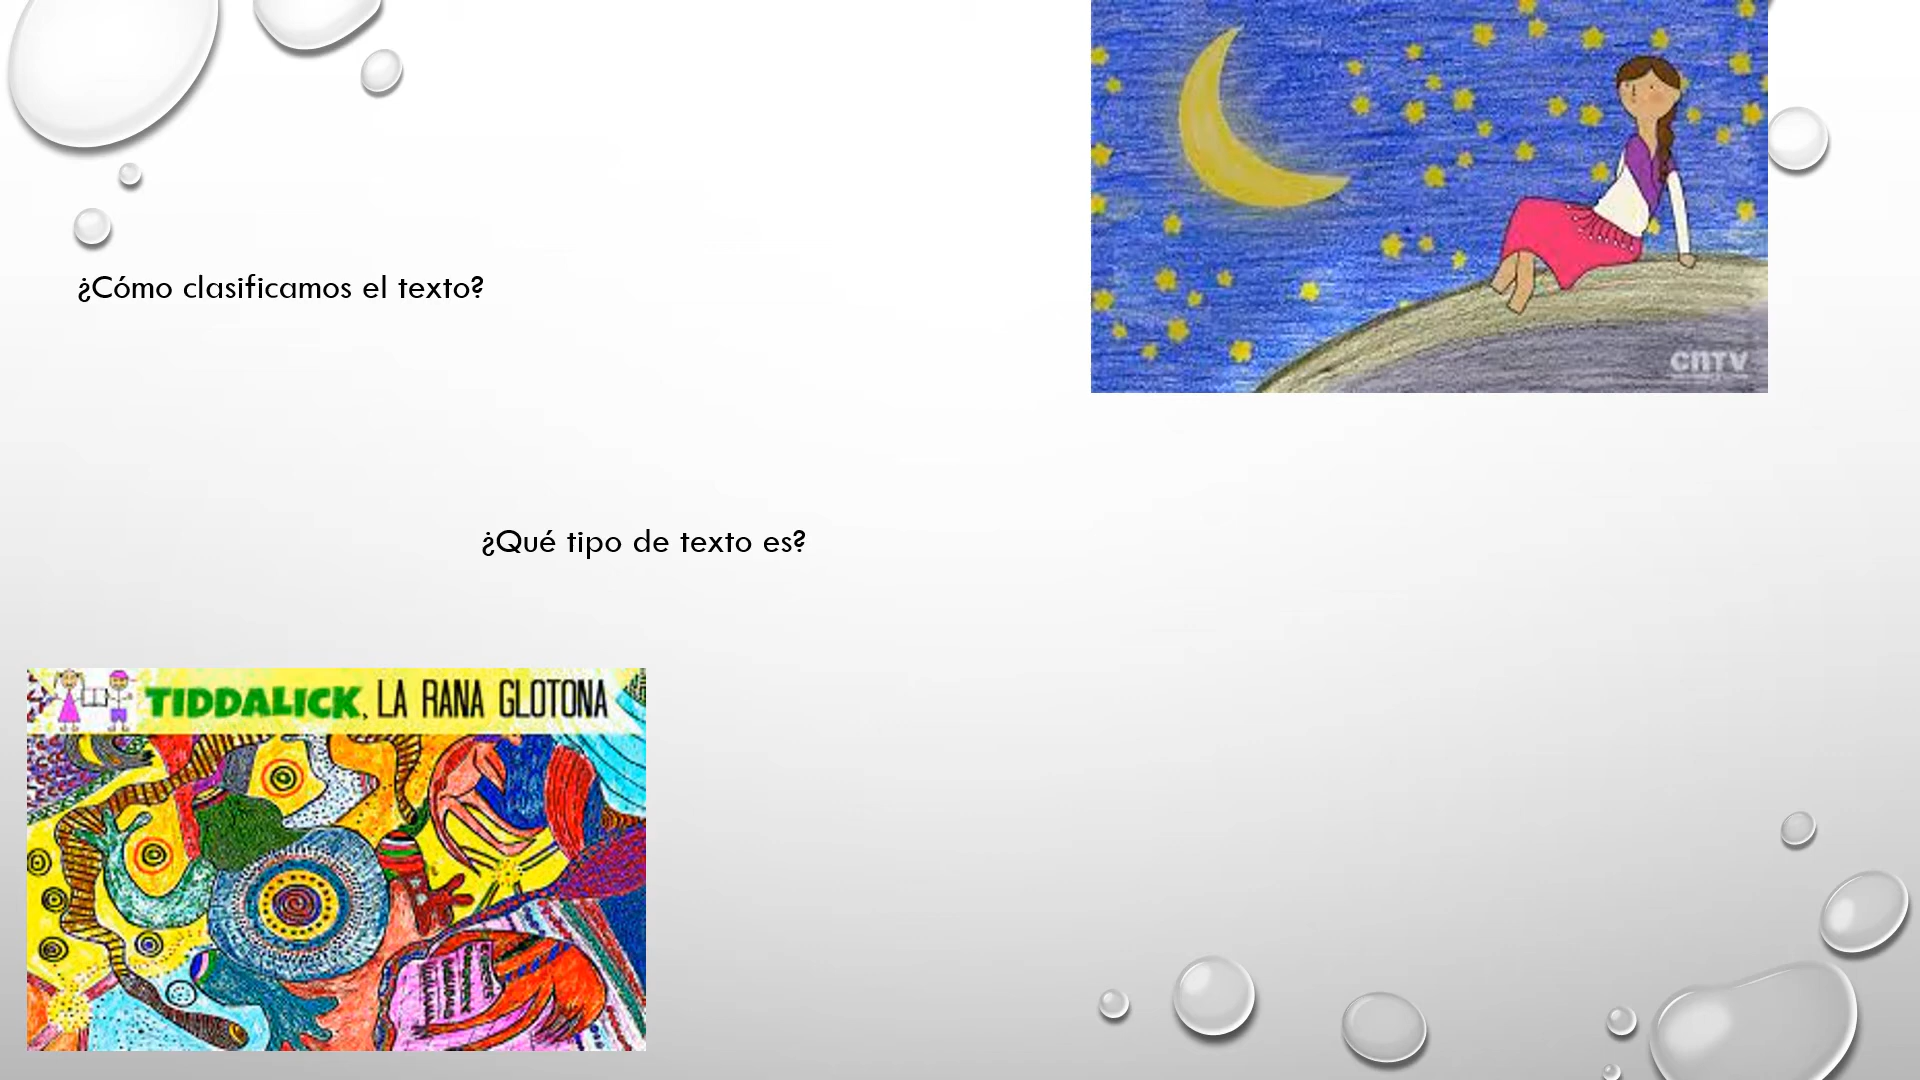 CNTV
¿Cómo clasificamos el texto?
¿Qué tipo de texto es?
TIDDALICK, LA RANA GLOTONA